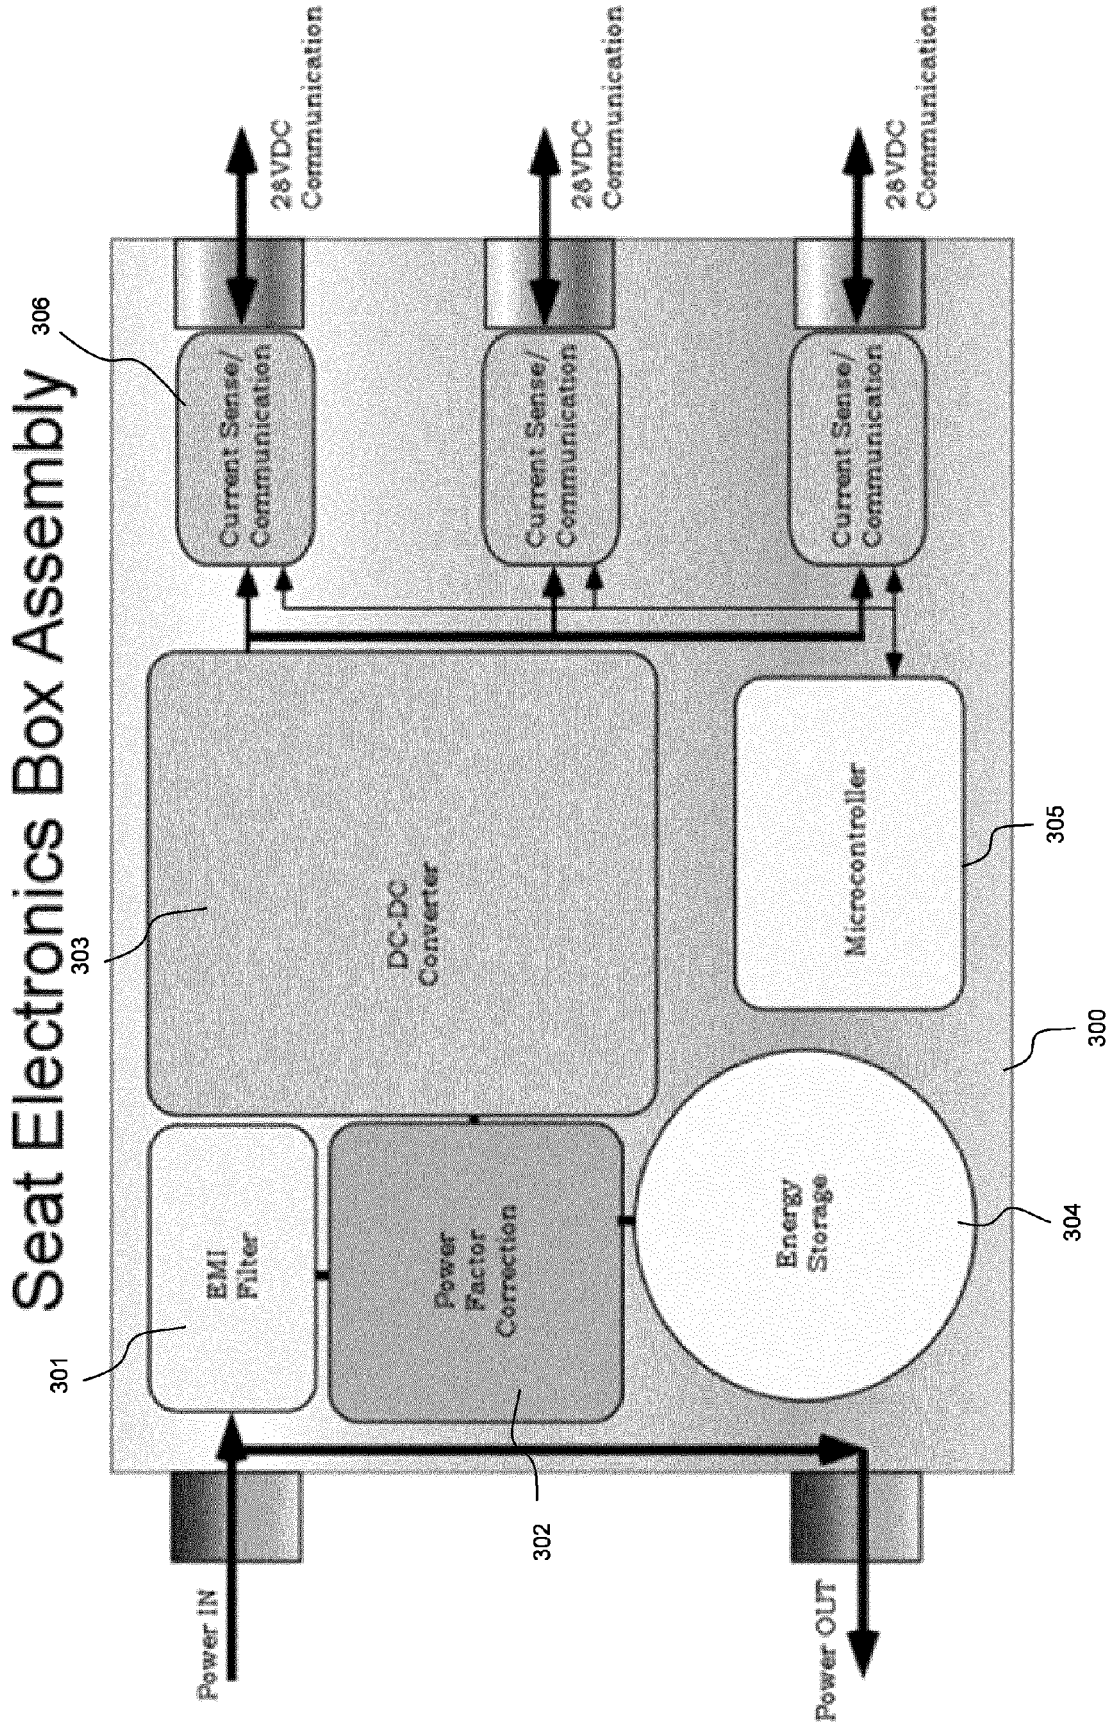 Seat Electronics Box Assembly
Power IN
Power OUT
301
EMI
Filter
302
Power
Factor
Correction
303
DC-DC
Converter
304
Energy
Storage
305
Microcontroller
300
306
Current Sense/
Communication
Current Sense/
Communication
Current Sense/
Communication
28VDC
Communication
28VDC
Communication
28VDC
Communication